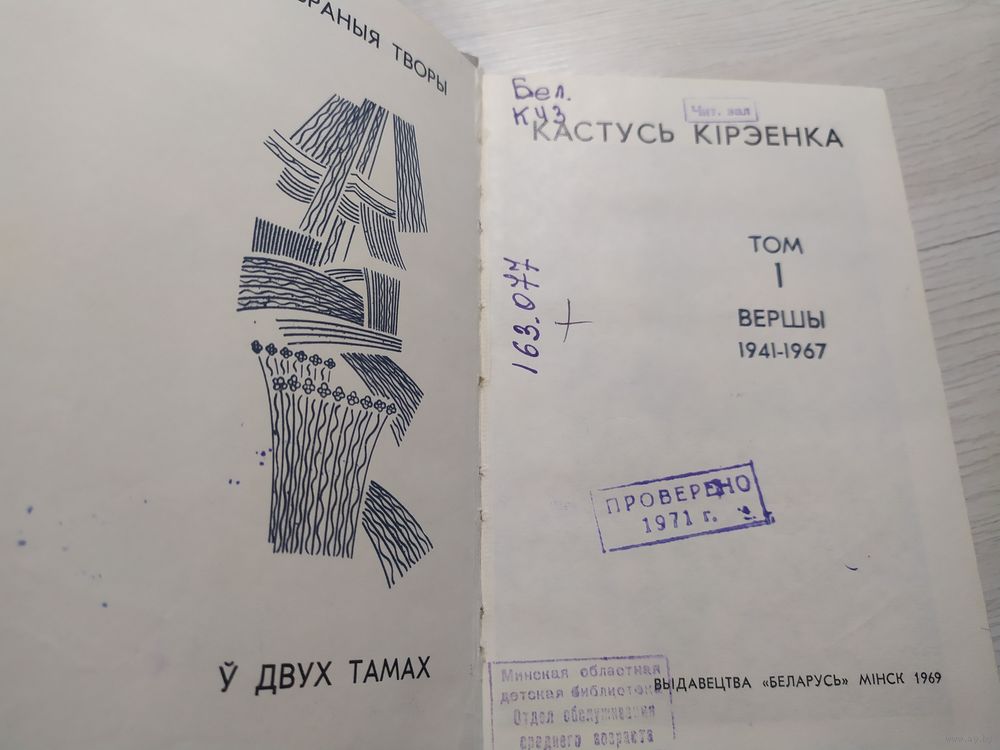 БРАНЫЯ ТВОРЫ
Ў ДВУХ ТАМАХ
Бел.
КУЗ
Чит. зал
КАСТУСЬ КІРЭЕНКА
ТОМ
1
ВЕРШЫ
1941-1967
163.077
ПРОВЕРЕНО
1971 г.
Минская областная
детская библиотека
Отдел обслуживания
среднего возраста
ВЫДАВЕЦТВА «БЕЛАРУСЬ» МІНСК 1969